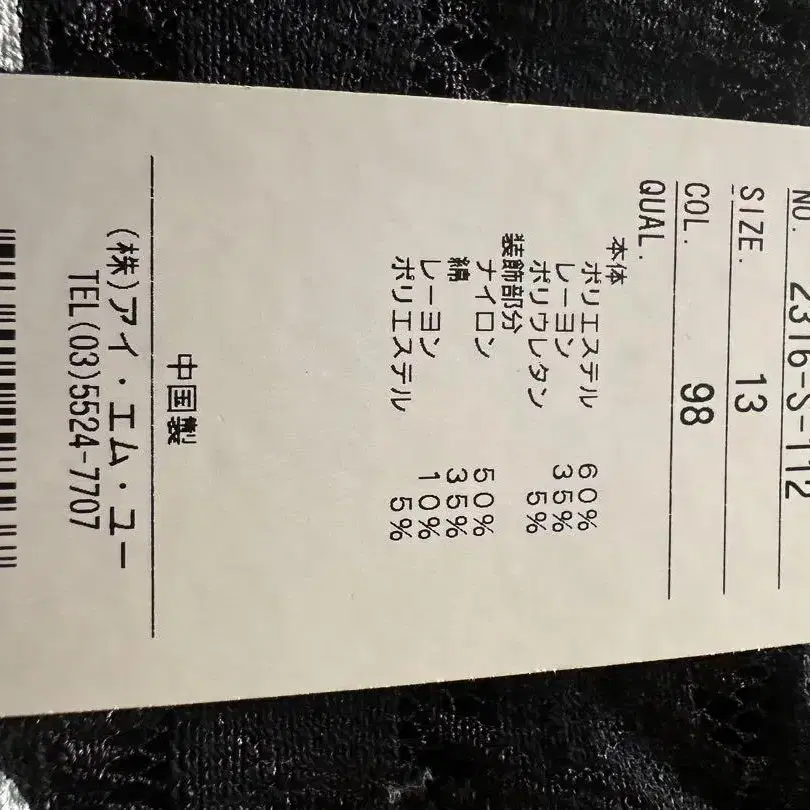 NO. 2316-S-112
SIZE. 13
COL. 98
QUAL.
本体
ポリエステル 60%
レーヨン 35%
ポリウレタン 5%
装飾部分
ナイロン 50%
綿 35%
レーヨン 10%
ポリエステル 5%
中国製
(株)アイ・エム・ユー
TEL(03)5524-7707